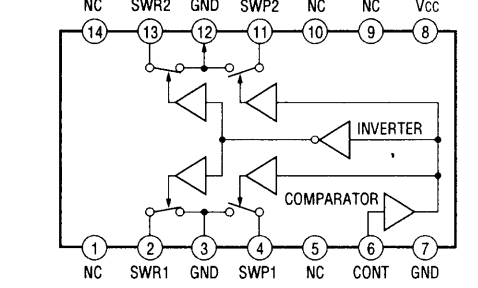 NC SWR2 GND SWP2 NC NC VCC
14 13 12 11 10 9 8
INVERTER
COMPARATOR
1 2 3 4 5 6 7
NC SWR1 GND SWP1 NC CONT GND